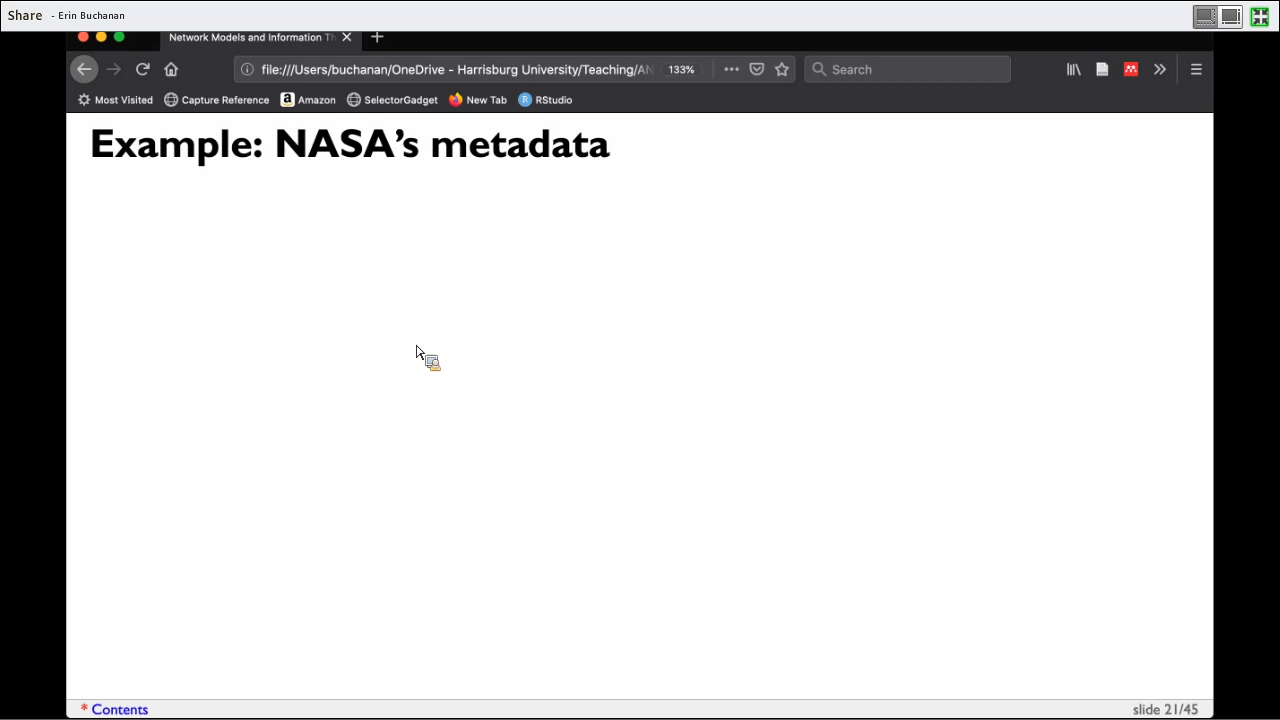 Share - Erin Buchanan
Network Models and Information Th
file:///Users/buchanan/OneDrive - Harrisburg University/Teaching/AN 133% Search
Most Visited Capture Reference Amazon SelectorGadget New Tab RStudio
Example: NASA's metadata
* Contents slide 21/45